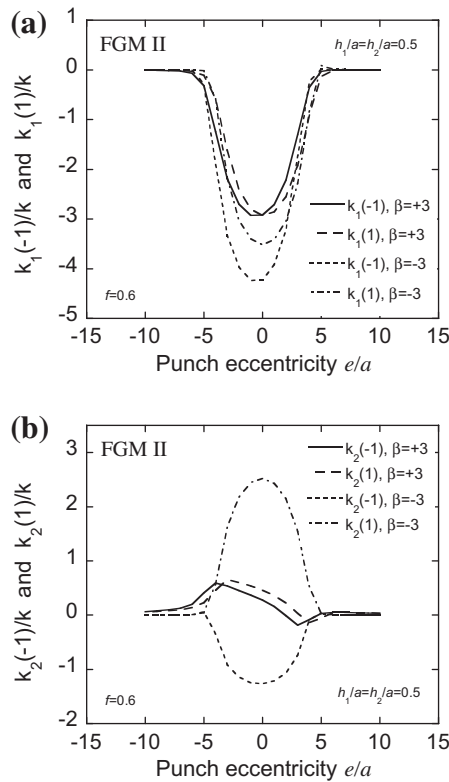 (a)
FGM II
h₁/a=h₂/a=0.5
k₁(-1)/k and k₁(1)/k
1
0
-1
-2
-3
-4
-5
k₁(-1), β=+3
k₁(1), β=+3
k₁(-1), β=-3
k₁(1), β=-3
f=0.6
-15 -10 -5 0 5 10 15
Punch eccentricity e/a
(b)
FGM II
k₂(-1)/k and k₂(1)/k
3
2
1
0
-1
-2
k₂(-1), β=+3
k₂(1), β=+3
k₂(-1), β=-3
k₂(1), β=-3
f=0.6
h₁/a=h₂/a=0.5
-15 -10 -5 0 5 10 15
Punch eccentricity e/a